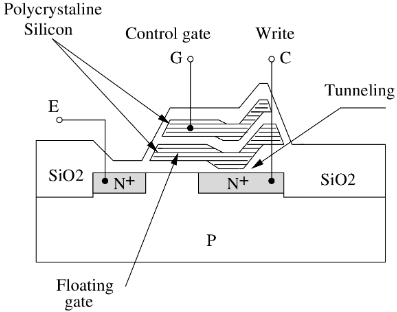 Polycrystaline
Silicon
Control gate
Write
G
C
Tunneling
E
SiO2
N+
N+
SiO2
P
Floating
gate